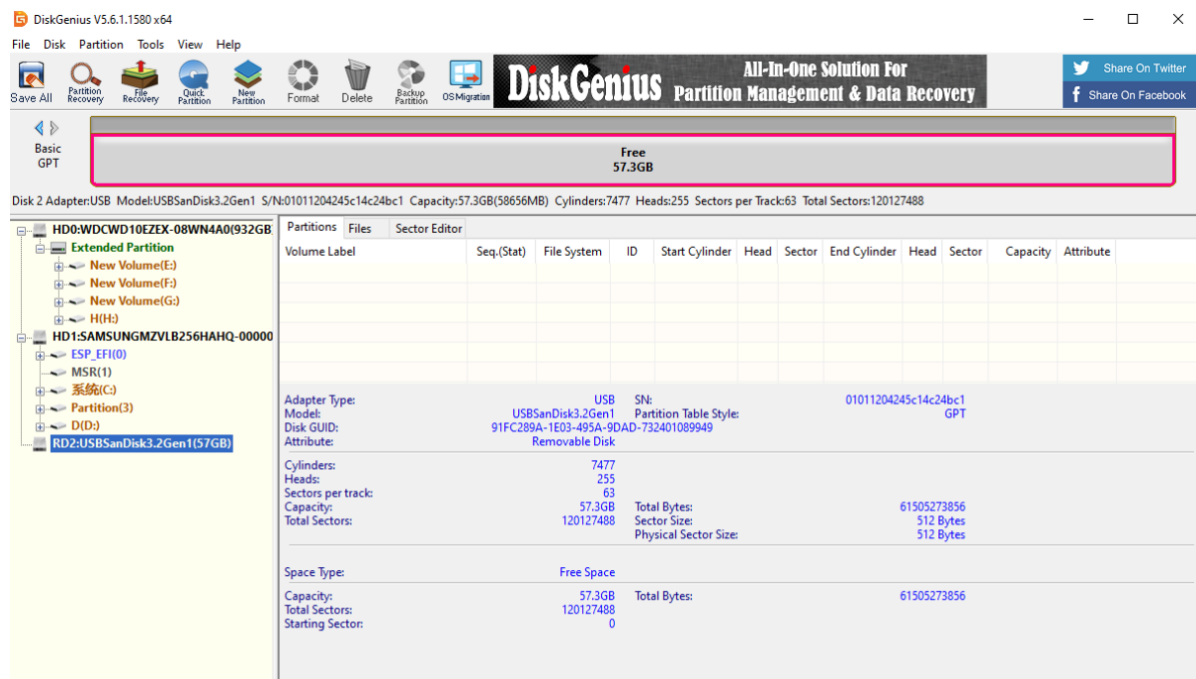 DiskGenius V5.6.1.1580 x64
File Disk Partition Tools View Help
Save All Partition Recovery File Recovery Quick Partition New Partition Format Delete Backup Partition OS Migration DiskGenius All-In-One Solution For Partition Management & Data Recovery
Share On Twitter
Share On Facebook
Basic
GPT
Free
57.3GB
Disk 2 Adapter:USB Model:USBSanDisk3.2Gen1 S/N:01011204245c14c24bc1 Capacity:57.3GB(58656MB) Cylinders:7477 Heads:255 Sectors per Track:63 Total Sectors:120127488
HD0:WDCWD10EZEX-08WN4A0(932GB
Extended Partition
New Volume(E:)
New Volume(F:)
New Volume(G:)
H(H:)
HD1:SAMSUNGMZVLB256HAHQ-00000
ESP_EFI(0)
MSR(1)
系统(C:)
Partition(3)
D(D:)
RD2:USBSanDisk3.2Gen1(57GB)
Partitions Files Sector Editor
Volume Label Seq.(Stat) File System ID Start Cylinder Head Sector End Cylinder Head Sector Capacity Attribute
Adapter Type: USB SN: 01011204245c14c24bc1
Model: USBSanDisk3.2Gen1 Partition Table Style: GPT
Disk GUID: 91FC289A-1E03-495A-9DAD-732401089949
Attribute: Removable Disk
Cylinders: 7477
Heads: 255
Sectors per track: 63
Capacity: 57.3GB Total Bytes: 61505273856
Total Sectors: 120127488 Sector Size: 512 Bytes
Physical Sector Size: 512 Bytes
Space Type: Free Space
Capacity: 57.3GB Total Bytes: 61505273856
Total Sectors: 120127488
Starting Sector: 0